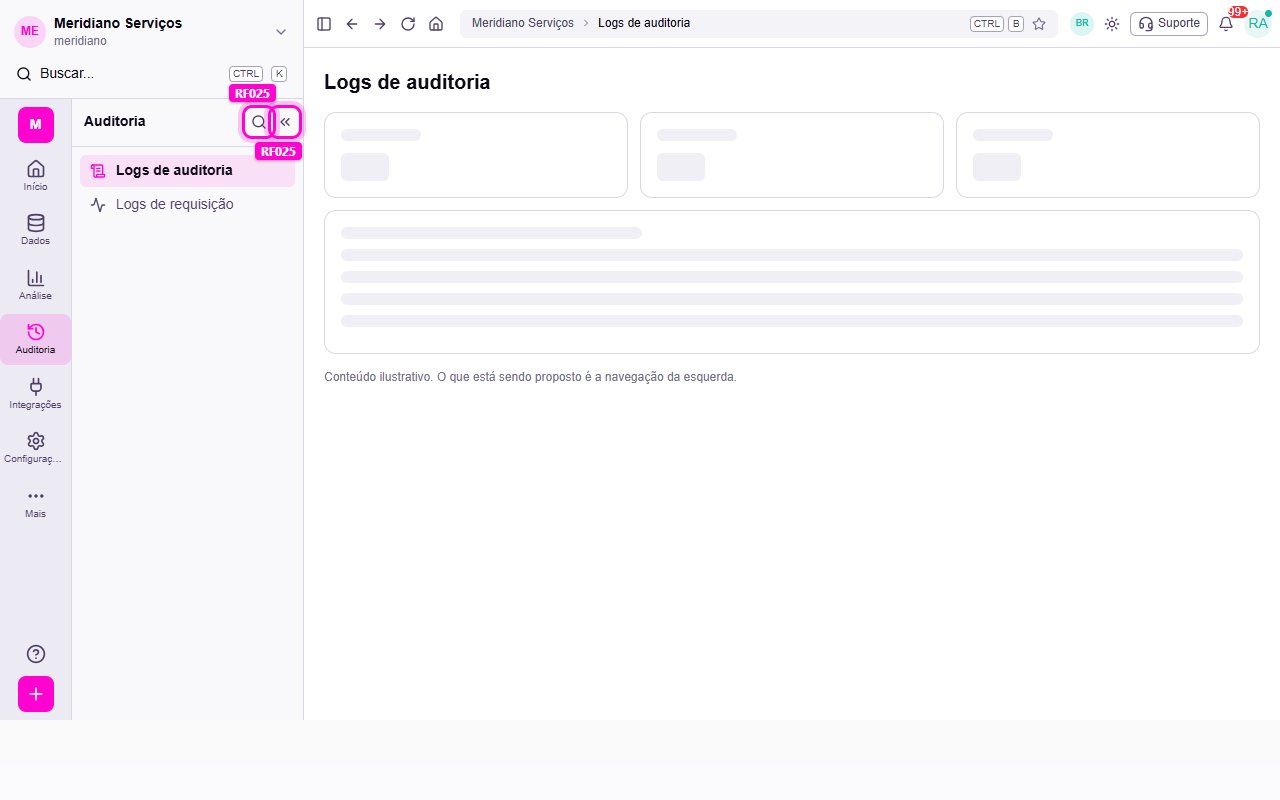 ME
Meridiano Serviços
meridiano
Buscar...
CTRL K
Meridiano Serviços > Logs de auditoria
CTRL B
BR
Suporte
99+
RA
RF025
M
Auditoria
RF025
Logs de auditoria
Logs de requisição
Início
Dados
Análise
Auditoria
Integrações
Configuraç...
Mais
Logs de auditoria
Conteúdo ilustrativo. O que está sendo proposto é a navegação da esquerda.